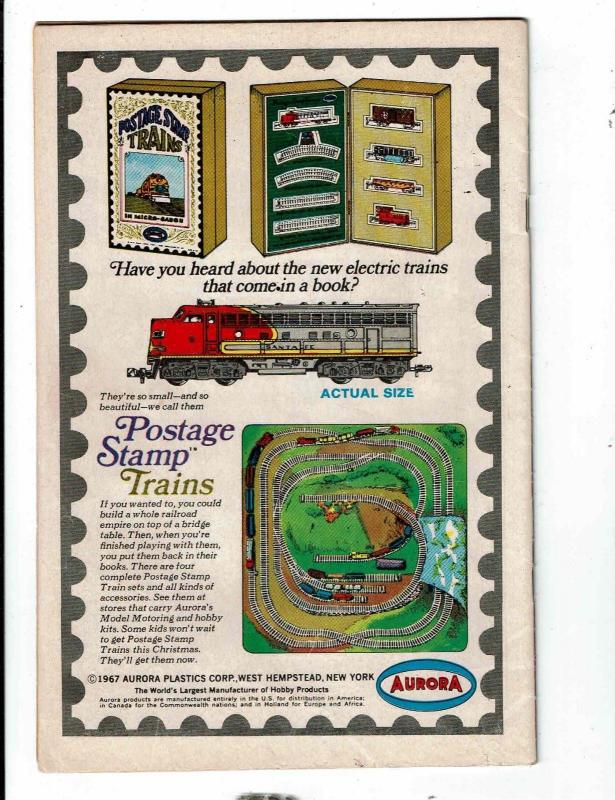 POSTAGE STAMP
TRAINS
IN MICRO-GAUGE
Have you heard about the new electric trains
that come in a book?
SANTA FE
ACTUAL SIZE
They're so small—and so
beautiful—we call them
Postage
Stamp™
Trains
If you wanted to, you could
build a whole railroad
empire on top of a bridge
table. Then, when you're
finished playing with them,
you put them back in their
books. There are four
complete Postage Stamp
Train sets and all kinds of
accessories. See them at
stores that carry Aurora's
Model Motoring and hobby
kits. Some kids won't wait
to get Postage Stamp
Trains this Christmas.
They'll get them now.
©1967 AURORA PLASTICS CORP., WEST HEMPSTEAD, NEW YORK
The World's Largest Manufacturer of Hobby Products
Aurora products are manufactured entirely in the U.S. for distribution in America;
in Canada for the Commonwealth nations; and in Holland for Europe and Africa.
AURORA